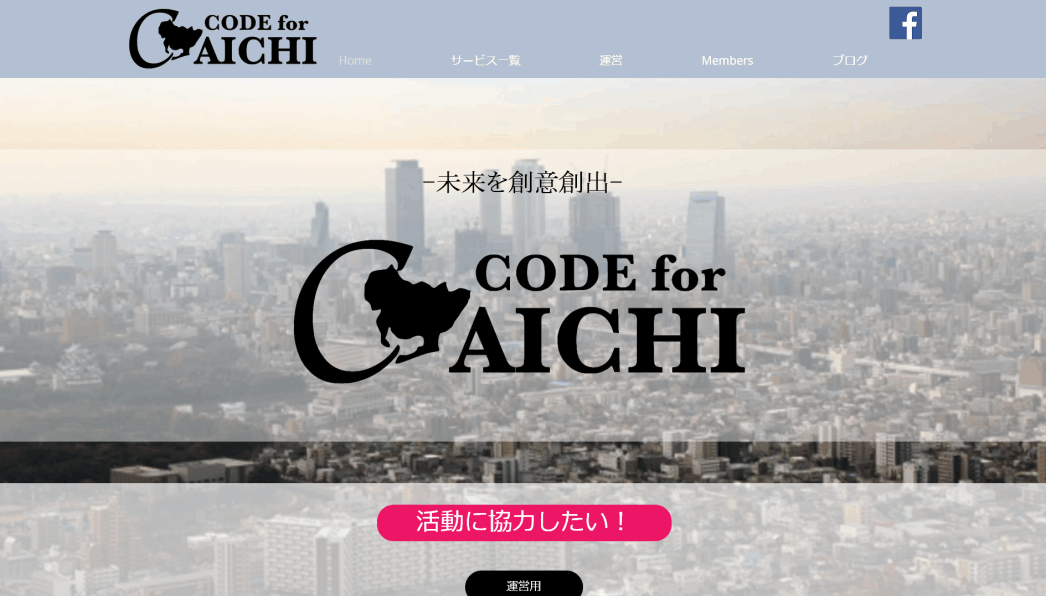 CODE for
AICHI
Home サービス一覧 運営 Members ブログ
−未来を創意創出−
CODE for
AICHI
活動に協力したい！
運営用